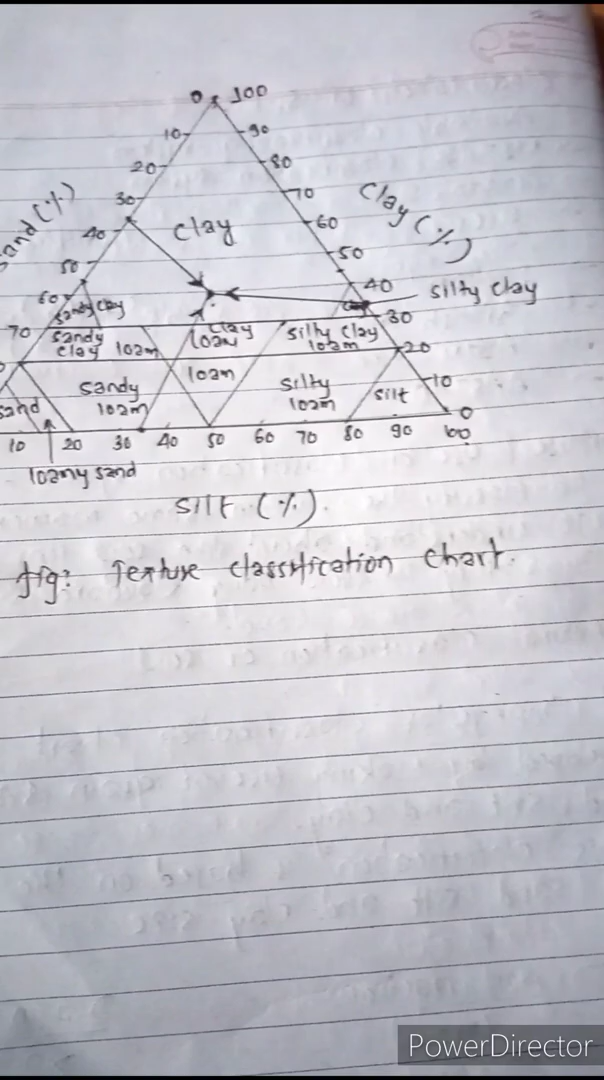 0 100
10 90
20 80
30 70
Sand (%) Clay (%)
40 clay 60
50 50
60 sandy clay 40 silty clay
70 30
sandy clay loam clay loam silty clay loam 20
sand sandy loam loam silty loam silt 10
0
10 20 30 40 50 60 70 80 90 100
loamy sand
silt (%).
fig: Texture classification chart.
PowerDirector